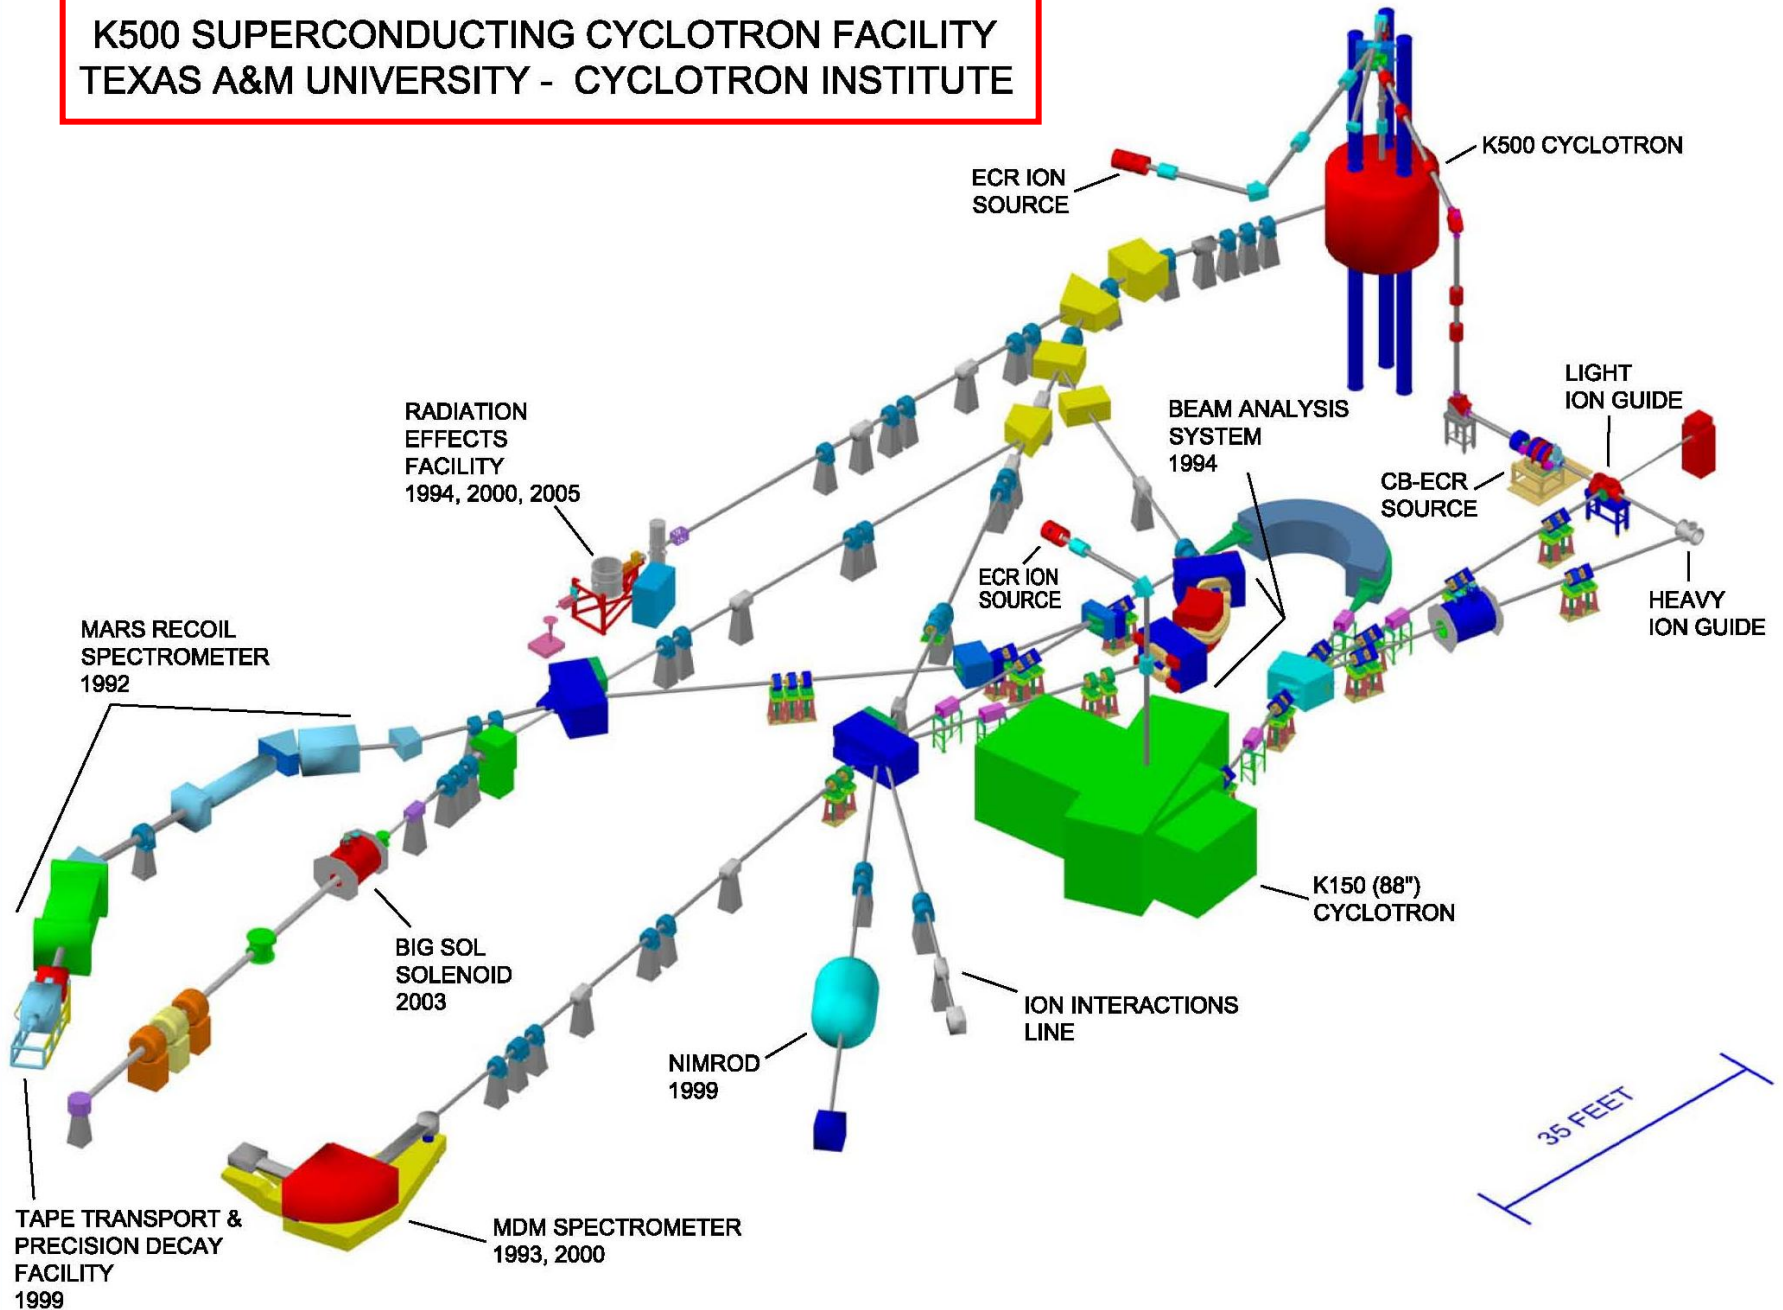 K500 SUPERCONDUCTING CYCLOTRON FACILITY
TEXAS A&M UNIVERSITY - CYCLOTRON INSTITUTE
K500 CYCLOTRON
ECR ION
SOURCE
LIGHT
ION GUIDE
RADIATION
EFFECTS
FACILITY
1994, 2000, 2005
BEAM ANALYSIS
SYSTEM
1994
CB-ECR
SOURCE
ECR ION
SOURCE
HEAVY
ION GUIDE
MARS RECOIL
SPECTROMETER
1992
K150 (88")
CYCLOTRON
BIG SOL
SOLENOID
2003
ION INTERACTIONS
LINE
NIMROD
1999
35 FEET
TAPE TRANSPORT &
PRECISION DECAY
FACILITY
1999
MDM SPECTROMETER
1993, 2000